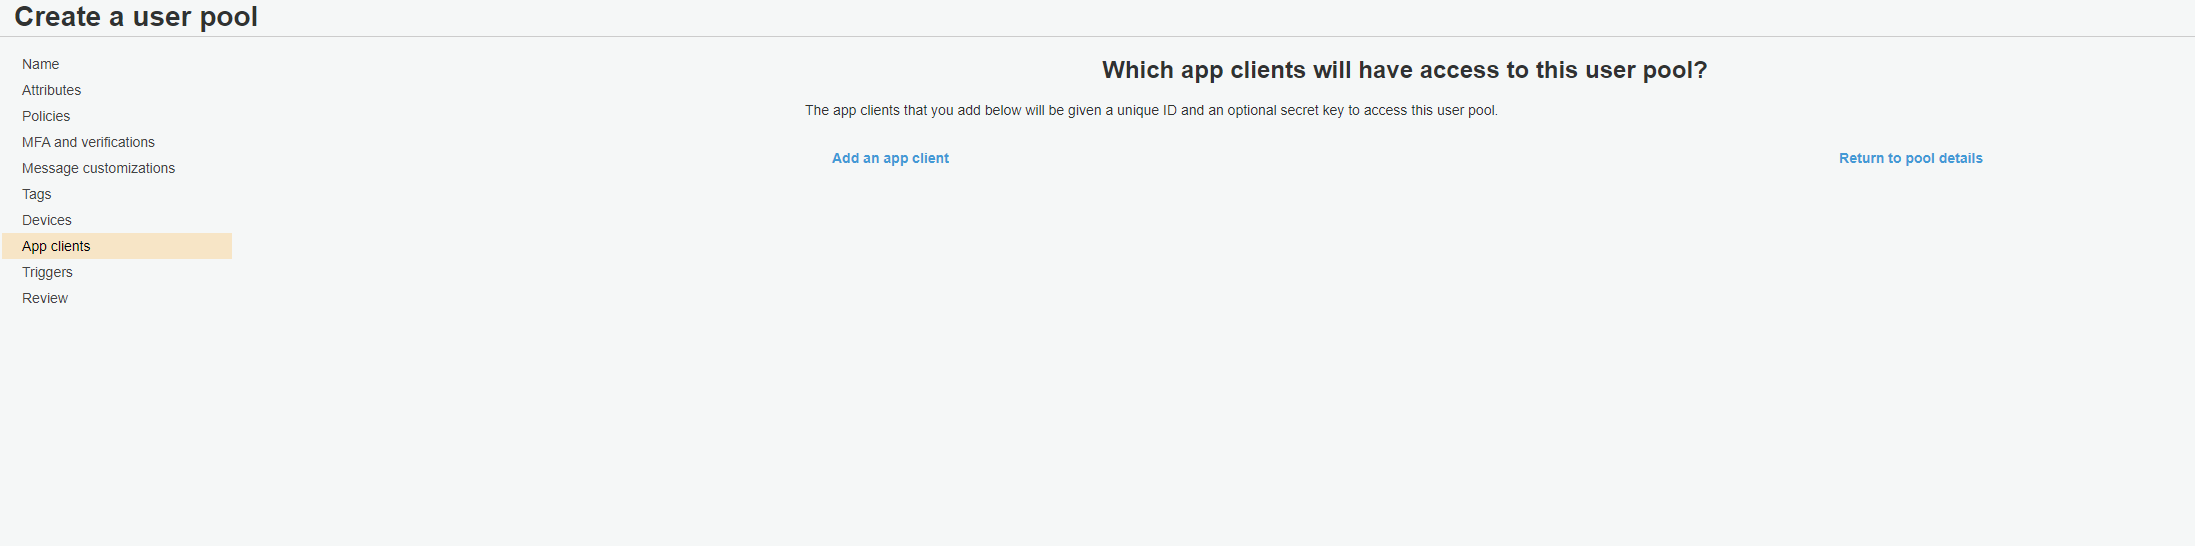 Create a user pool
Name
Attributes
Policies
MFA and verifications
Message customizations
Tags
Devices
App clients
Triggers
Review
Which app clients will have access to this user pool?
The app clients that you add below will be given a unique ID and an optional secret key to access this user pool.
Add an app client
Return to pool details